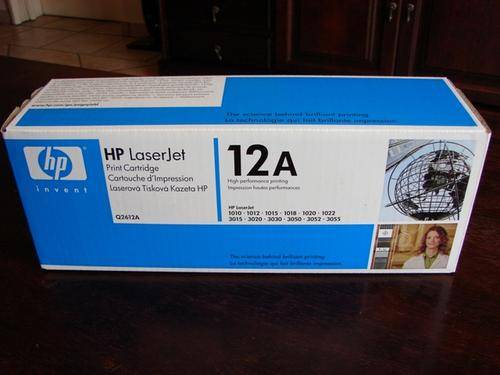 The science behind brilliant printing
La technologie qui fait brillante impression.
hp
invent
HP LaserJet
Print Cartridge
Cartouche d'Impression
Laserová Tisková Kazeta HP
Q2612A
12A
High performance printing
Impression hautes performances
HP LaserJet
1010 · 1012 · 1015 · 1018 · 1020 · 1022
3015 · 3020 · 3030 · 3050 · 3052 · 3055
The science behind brilliant printing
La technologie qui fait brillante impression.